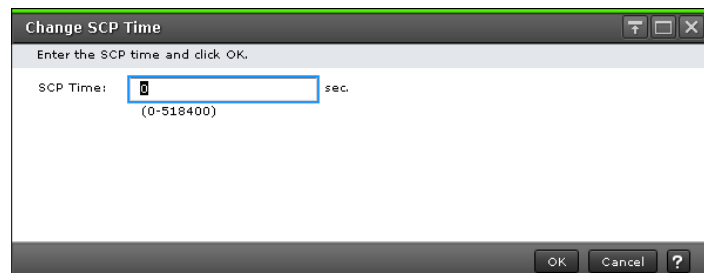 Change SCP Time
Enter the SCP time and click OK.
SCP Time: 0 sec.
(0-518400)
OK Cancel ?